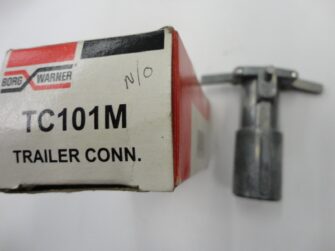 BORG WARNER
N/O
TC101M
TRAILER CONN.